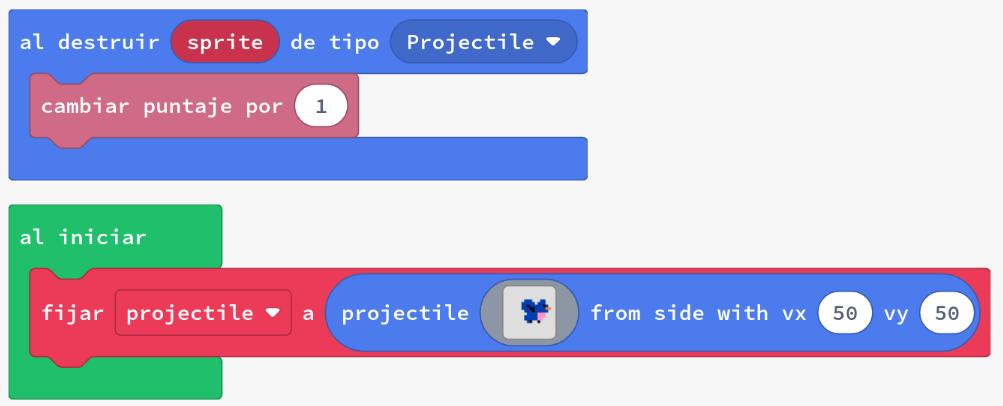 al destruir sprite de tipo Projectile
cambiar puntaje por 1
al iniciar
fijar projectile a projectile from side with vx 50 vy 50